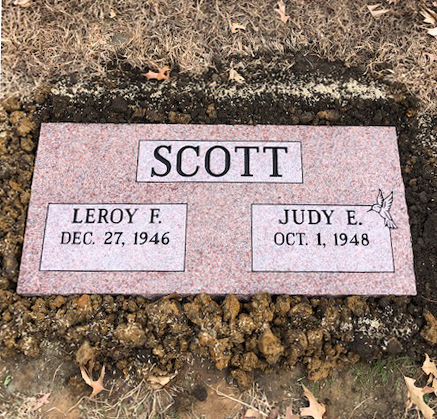 SCOTT
LEROY F.
DEC. 27, 1946
JUDY E.
OCT. 1, 1948